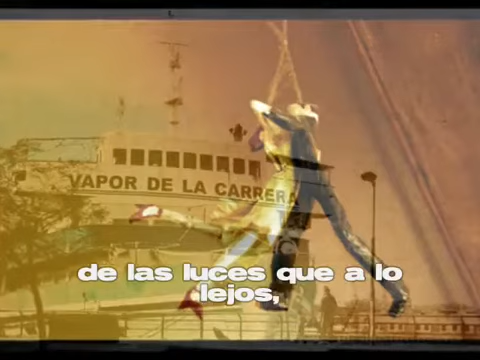 VAPOR DE LA CARRERA
de las luces que a lo
lejos,